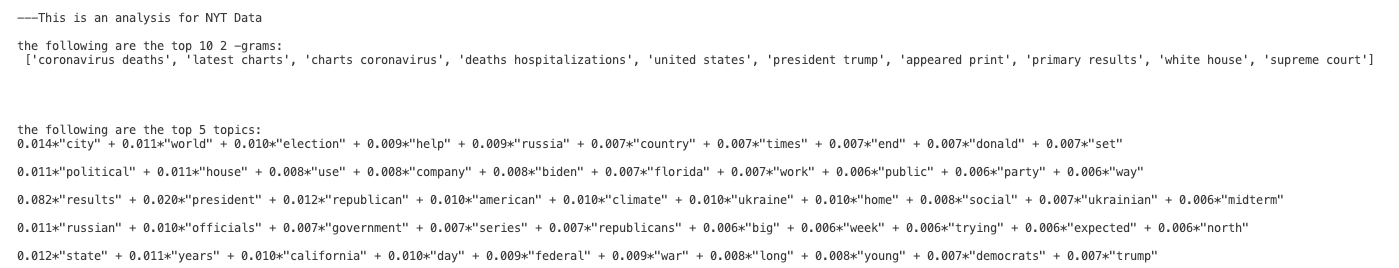 ———This is an analysis for NYT Data
the following are the top 10 2 —grams:
['coronavirus deaths', 'latest charts', 'charts coronavirus', 'deaths hospitalizations', 'united states', 'president trump', 'appeared print', 'primary results', 'white house', 'supreme court']
the following are the top 5 topics:
0.014*"city" + 0.011*"world" + 0.010*"election" + 0.009*"help" + 0.009*"russia" + 0.007*"country" + 0.007*"times" + 0.007*"end" + 0.007*"donald" + 0.007*"set"
0.011*"political" + 0.011*"house" + 0.008*"use" + 0.008*"company" + 0.008*"biden" + 0.007*"florida" + 0.007*"work" + 0.006*"public" + 0.006*"party" + 0.006*"way"
0.082*"results" + 0.020*"president" + 0.012*"republican" + 0.010*"american" + 0.010*"climate" + 0.010*"ukraine" + 0.010*"home" + 0.008*"social" + 0.007*"ukrainian" + 0.006*"midterm"
0.011*"russian" + 0.010*"officials" + 0.007*"government" + 0.007*"series" + 0.007*"republicans" + 0.006*"big" + 0.006*"week" + 0.006*"trying" + 0.006*"expected" + 0.006*"north"
0.012*"state" + 0.011*"years" + 0.010*"california" + 0.010*"day" + 0.009*"federal" + 0.009*"war" + 0.008*"long" + 0.008*"young" + 0.007*"democrats" + 0.007*"trump"